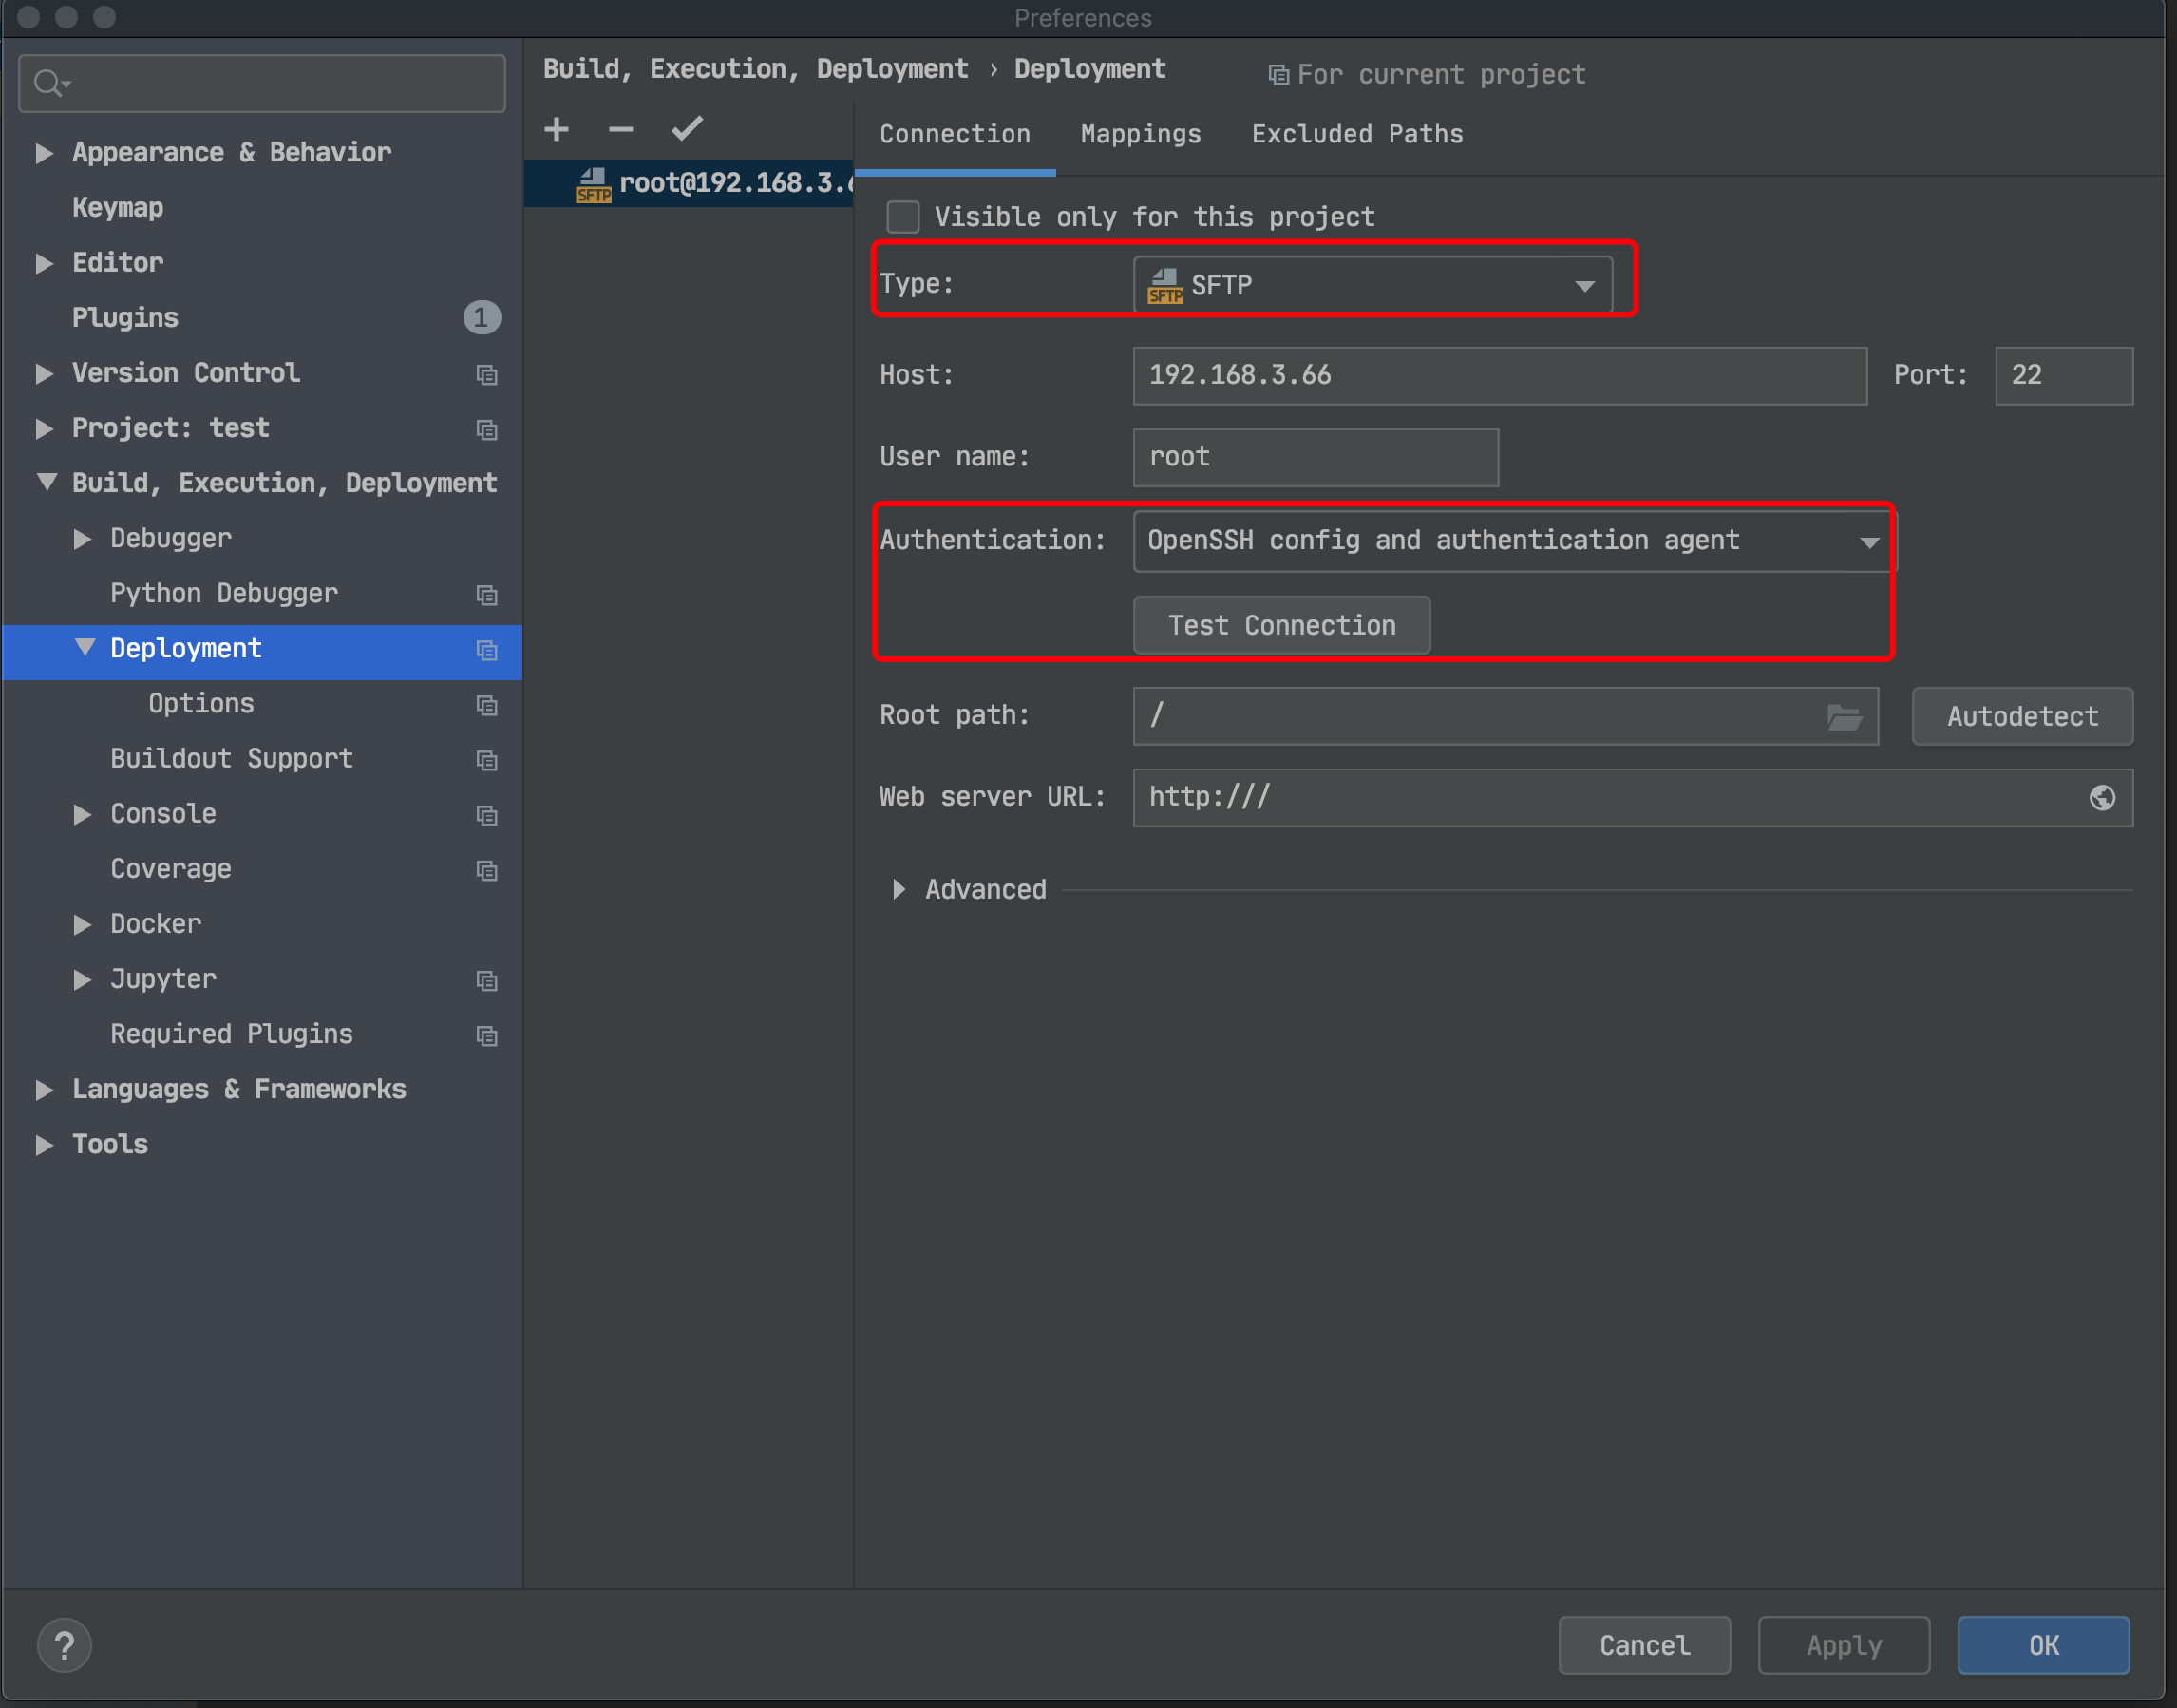 Preferences
Appearance & Behavior
Keymap
Editor
Plugins 1
Version Control
Project: test
Build, Execution, Deployment
Debugger
Python Debugger
Deployment
Options
Buildout Support
Console
Coverage
Docker
Jupyter
Required Plugins
Languages & Frameworks
Tools
Build, Execution, Deployment › Deployment For current project
SFTP root@192.168.3.6
Connection Mappings Excluded Paths
Visible only for this project
Type: SFTP SFTP
Host: 192.168.3.66 Port: 22
User name: root
Authentication: OpenSSH config and authentication agent
Test Connection
Root path: / Autodetect
Web server URL: http:///
Advanced
? Cancel Apply OK